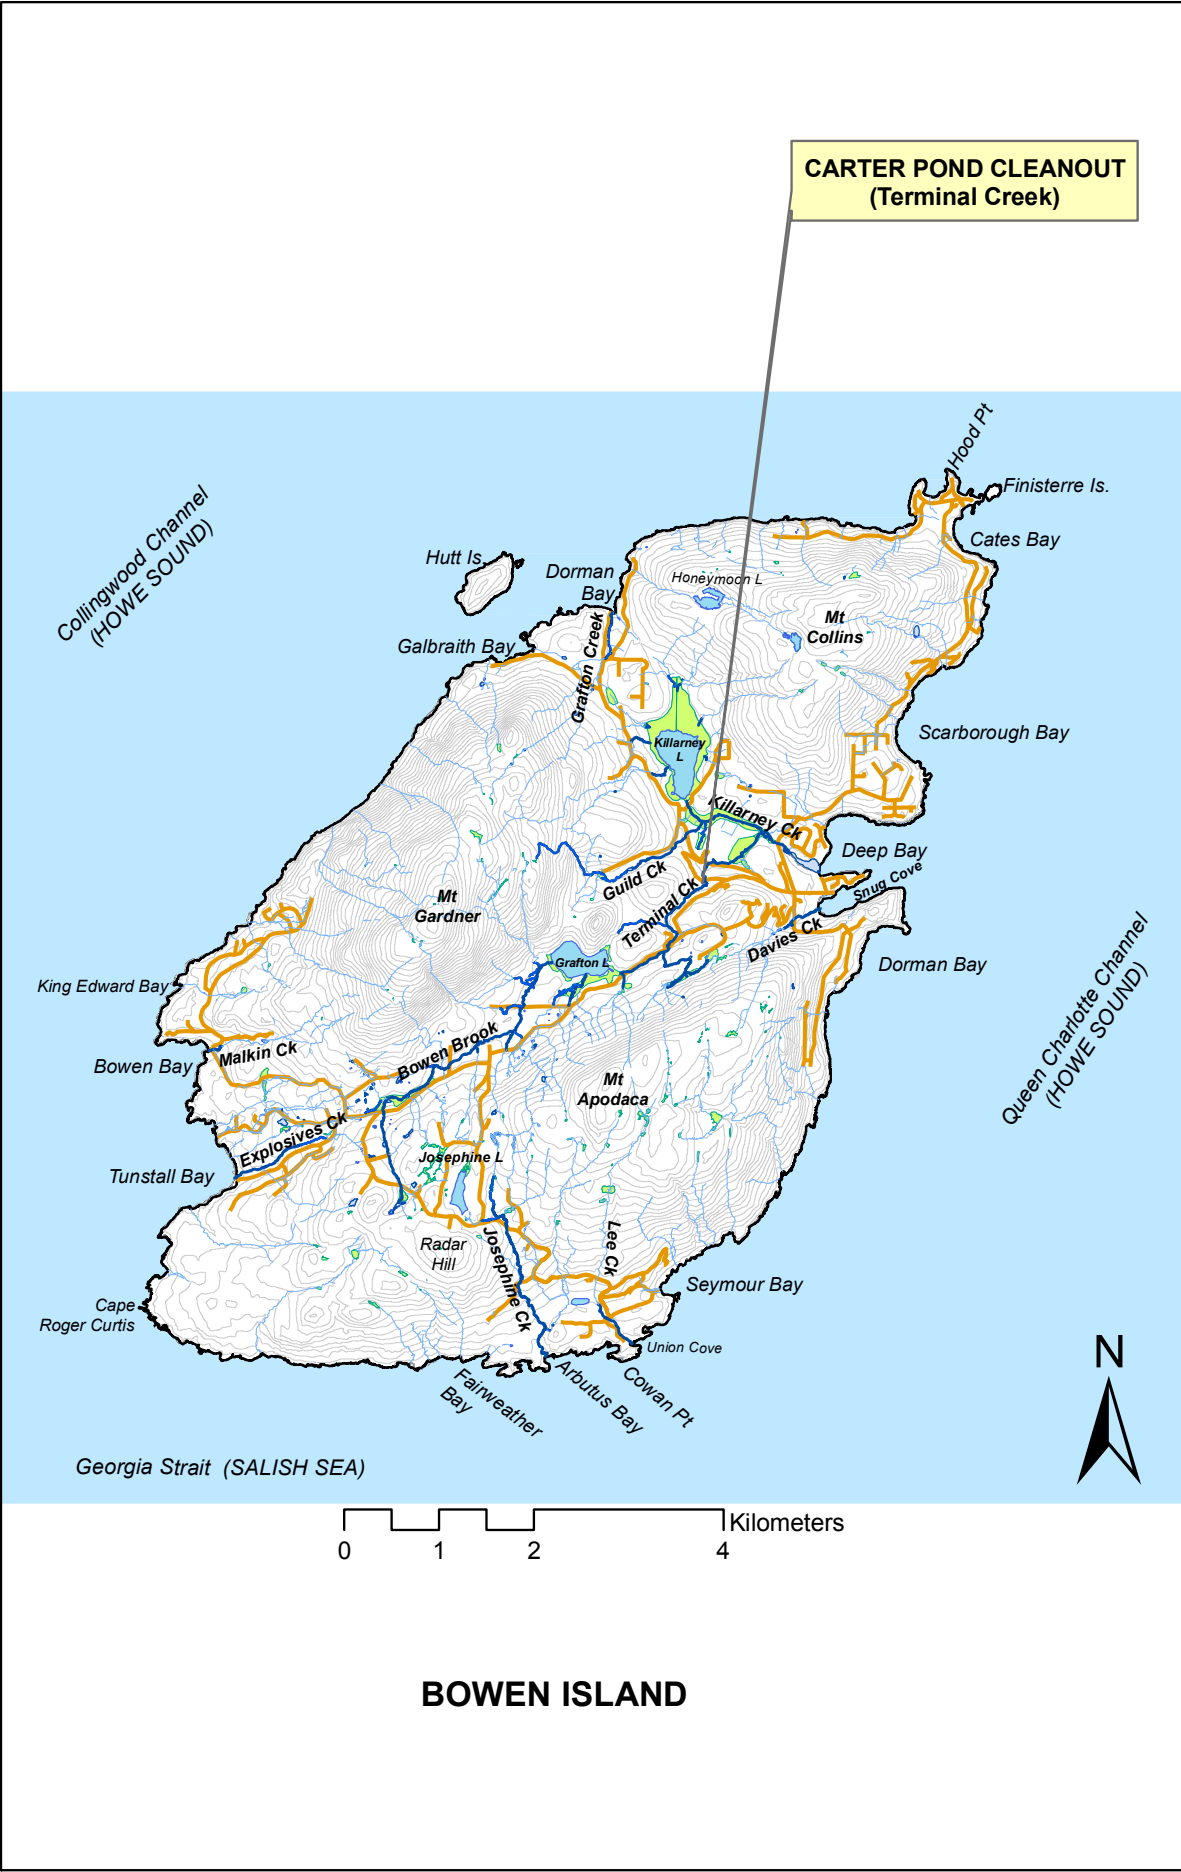 CARTER POND CLEANOUT
(Terminal Creek)
Hood Pt
Finisterre Is.
Cates Bay
Collingwood Channel
(HOWE SOUND)
Hutt Is.
Dorman
Bay
Honeymoon L
Mt
Collins
Galbraith Bay
Grafton Creek
Killarney
L
Scarborough Bay
Killarney Ck
Deep Bay
Snug Cove
Guild Ck
Terminal Ck
Mt
Gardner
Davies Ck
Grafton L
Dorman Bay
Queen Charlotte Channel
(HOWE SOUND)
King Edward Bay
Bowen Bay
Malkin Ck
Bowen Brook
Mt
Apodaca
Explosives Ck
Josephine L
Tunstall Bay
Radar
Hill
Josephine Ck
Lee Ck
Seymour Bay
Cape
Roger Curtis
Union Cove
Fairweather
Bay
Arbutus Bay
Cowan Pt
N
Georgia Strait (SALISH SEA)
Kilometers
0 1 2 4
BOWEN ISLAND